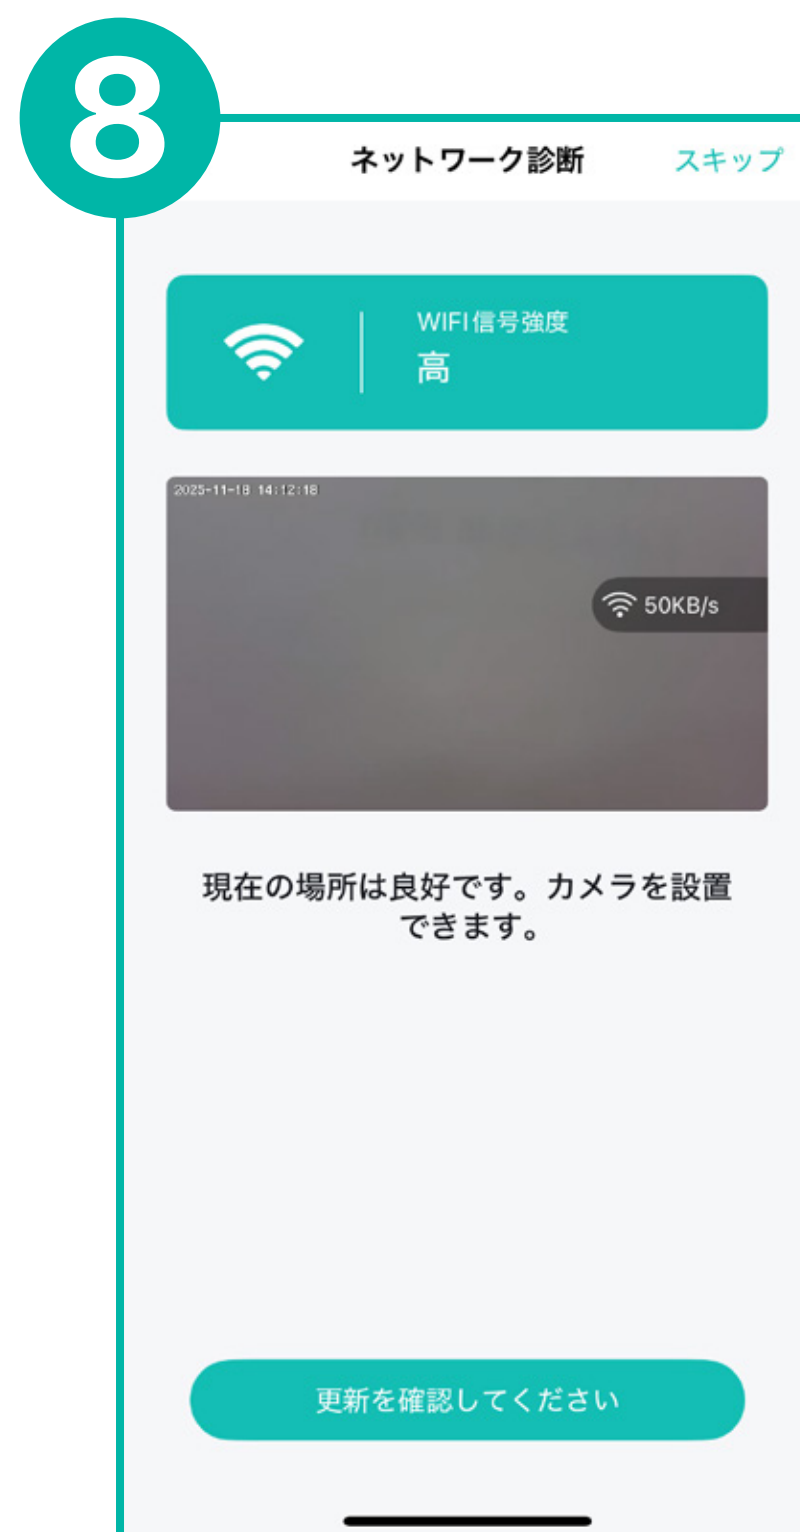 8
ネットワーク診断 スキップ
WIFI信号強度
高
2025-11-18 14:12:18
50KB/s
現在の場所は良好です。カメラを設置
できます。
更新を確認してください